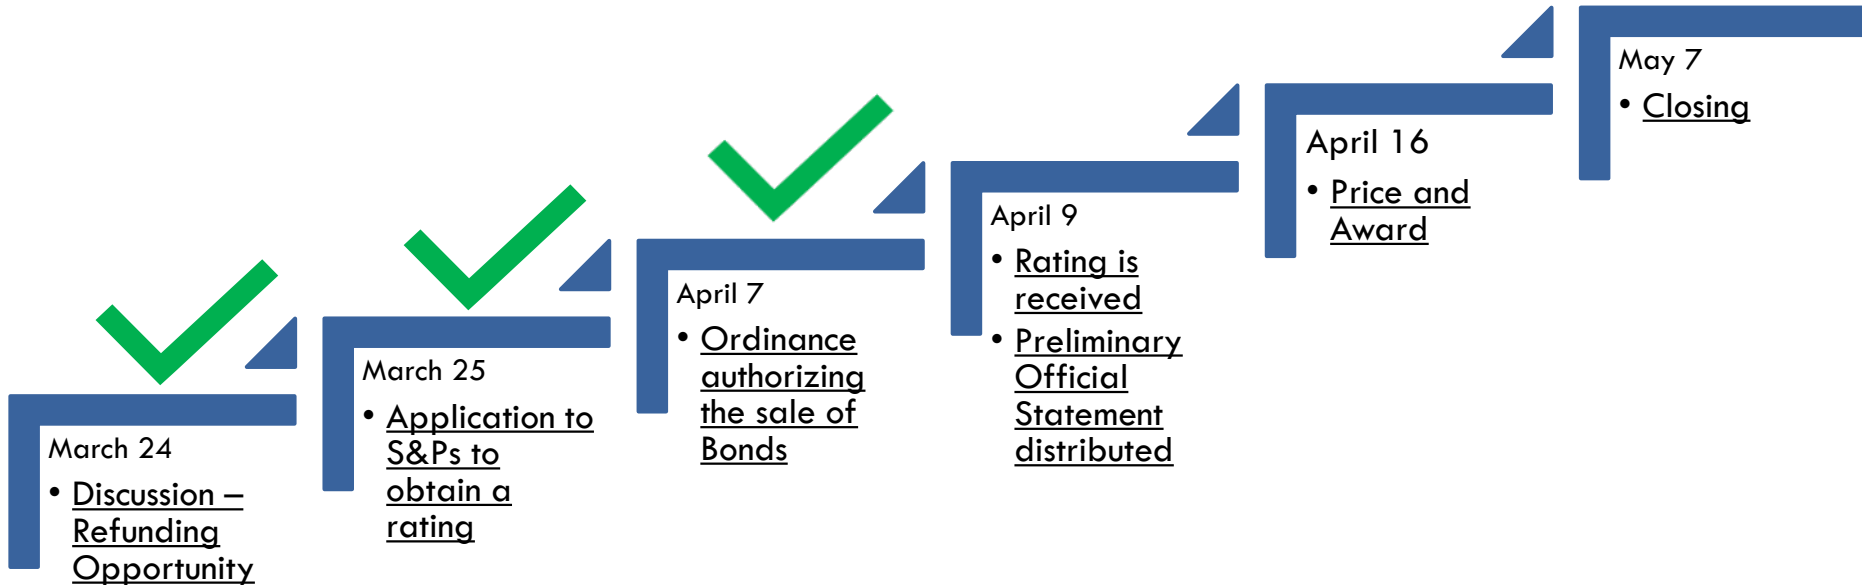 March 24
• Discussion –
Refunding
Opportunity
March 25
• Application to
S&Ps to
obtain a
rating
April 7
• Ordinance
authorizing
the sale of
Bonds
April 9
• Rating is
received
• Preliminary
Official
Statement
distributed
April 16
• Price and
Award
May 7
• Closing